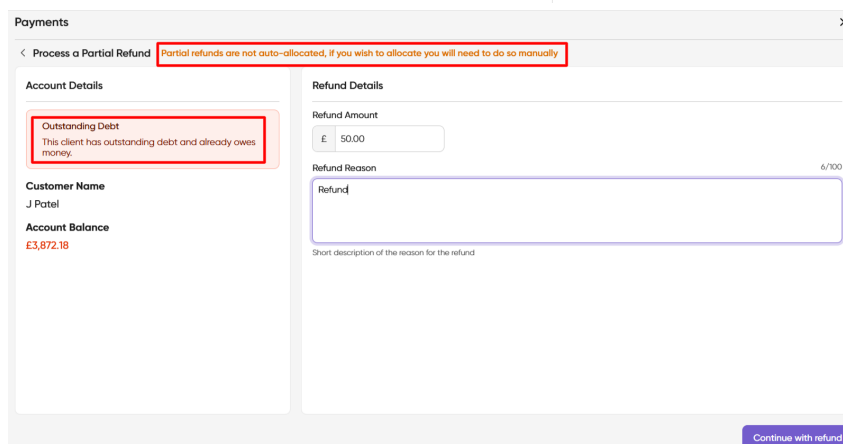 Payments
Process a Partial Refund Partial refunds are not auto-allocated, if you wish to allocate you will need to do so manually
Account Details
Outstanding Debt
This client has outstanding debt and already owes
money.
Customer Name
J Patel
Account Balance
£3,872.18
Refund Details
Refund Amount
£ 50.00
Refund Reason 6/100
Refund
Short description of the reason for the refund
Continue with refund